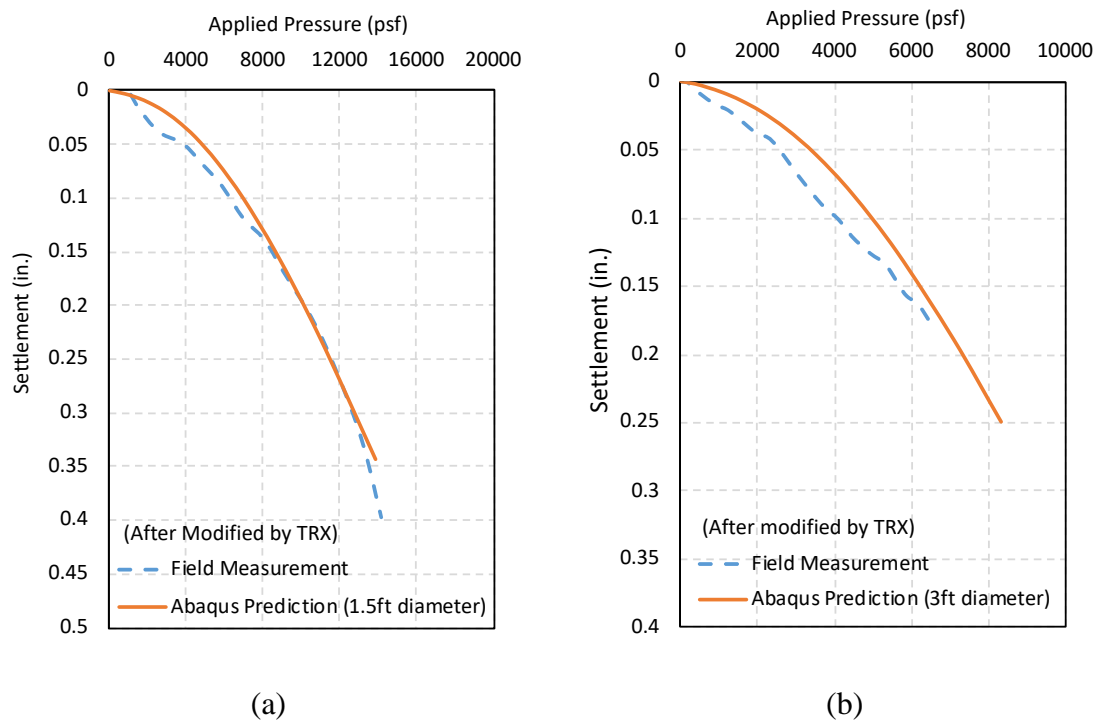 Applied Pressure (psf)
0 4000 8000 12000 16000 20000
0
0.05
0.1
0.15
0.2
0.25
0.3
0.35
0.4
0.45
0.5
Settlement (in.)
(After Modified by TRX)
Field Measurement
Abaqus Prediction (1.5ft diameter)
(a)
Applied Pressure (psf)
0 2000 4000 6000 8000 10000
0
0.05
0.1
0.15
0.2
0.25
0.3
0.35
0.4
Settlement (in.)
(After modified by TRX)
Field Measurement
Abaqus Prediction (3ft diameter)
(b)